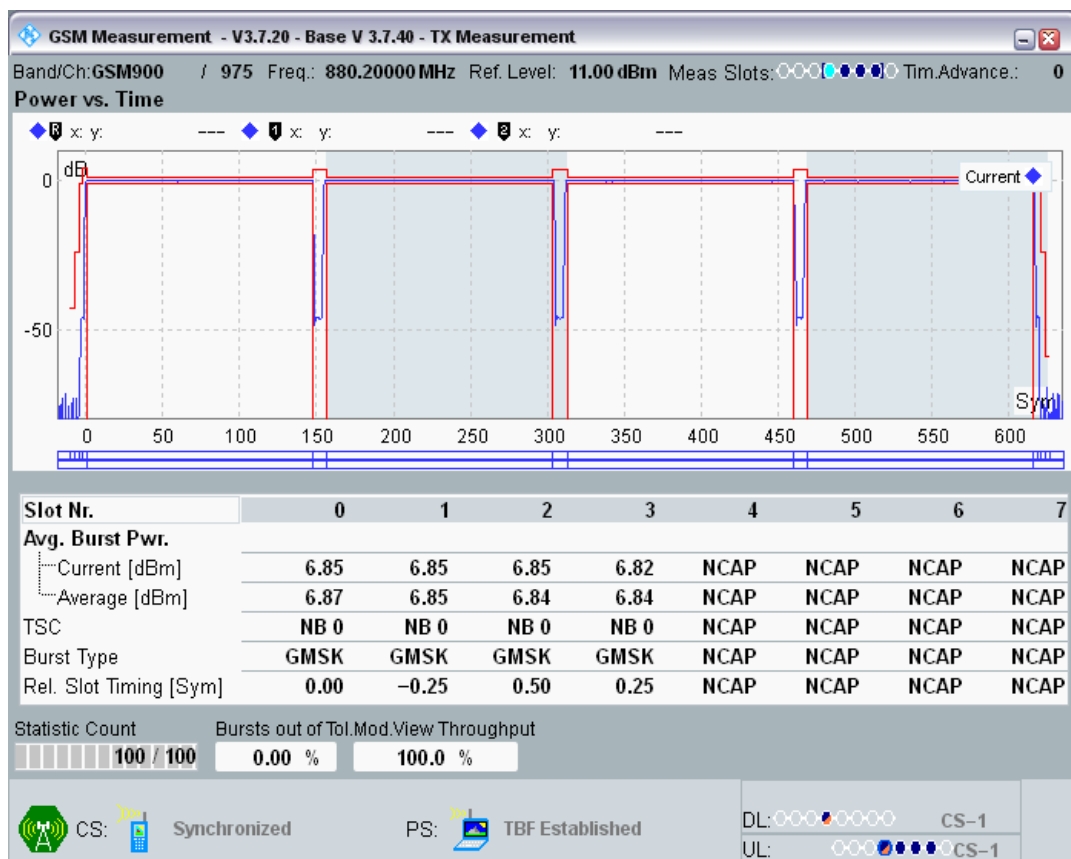 GSM Measurement - V3.7.20 - Base V 3.7.40 - TX Measurement
Band/Ch:GSM900 / 975 Freq.: 880.20000 MHz Ref. Level: 11.00 dBm Meas Slots: Tim.Advance.: 0
Power vs. Time
R x: y: --- 1 x: y: --- 2 x: y: ---
dB
0
Current
-50
Sym
0 50 100 150 200 250 300 350 400 450 500 550 600
Slot Nr. 0 1 2 3 4 5 6 7
Avg. Burst Pwr.
Current [dBm] 6.85 6.85 6.85 6.82 NCAP NCAP NCAP NCAP
Average [dBm] 6.87 6.85 6.84 6.84 NCAP NCAP NCAP NCAP
TSC NB 0 NB 0 NB 0 NB 0 NCAP NCAP NCAP NCAP
Burst Type GMSK GMSK GMSK GMSK NCAP NCAP NCAP NCAP
Rel. Slot Timing [Sym] 0.00 −0.25 0.50 0.25 NCAP NCAP NCAP NCAP
Statistic Count Bursts out of Tol.Mod.View Throughput
100 / 100 0.00 % 100.0 %
CS: Synchronized PS: TBF Established DL: CS−1
UL: CS−1